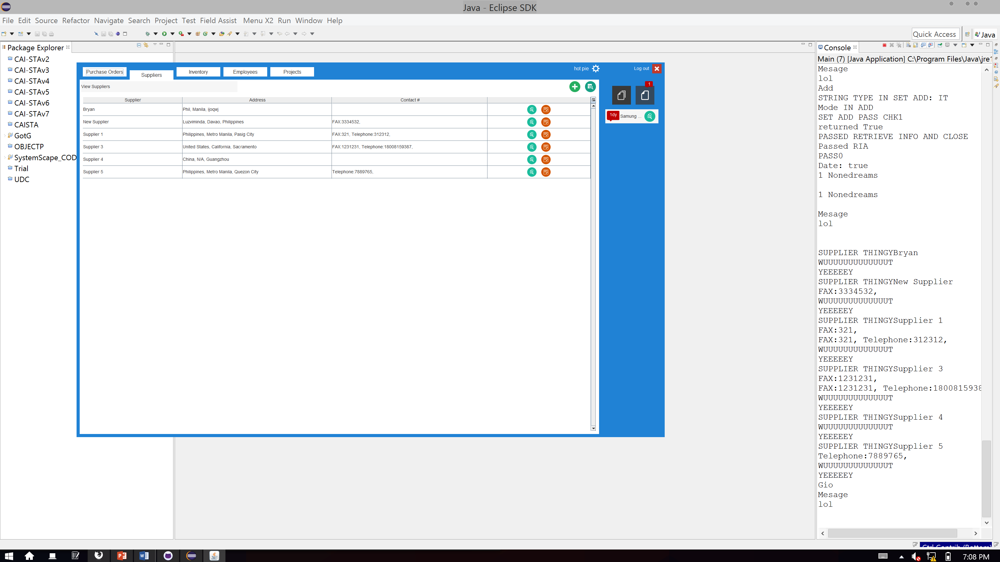 Java - Eclipse SDK
File Edit Source Refactor Navigate Search Project Test Field Assist Menu X2 Run Window Help
Quick Access
Java
Package Explorer
CAI-STAv2
CAI-STAv3
CAI-STAv4
CAI-STAv5
CAI-STAv6
CAI-STAv7
CAISTA
GotG
OBJECTP
SystemScape_COD
Trial
UDC
Purchase Orders
Suppliers
Inventory
Employees
Projects
hot pie
Log out
View Suppliers
Supplier Address Contact #
Bryan Phil, Manila, ijoqwj
New Supplier Luzviminda, Davao, Philippines FAX:3334532,
Supplier 1 Philippines, Metro Manila, Pasig City FAX:321, Telephone:312312,
Supplier 3 United States, California, Sacramento FAX:1231231, Telephone:18008159387,
Supplier 4 China, N/A, Guangzhou
Supplier 5 Philippines, Metro Manila, Quezon City Telephone:7889765,
1
1dy Samsung ...
Console
Main (7) [Java Application] C:\Program Files\Java\jre1
Mesage
lol
Add
STRING TYPE IN SET ADD: IT
Mode IN ADD
SET ADD PASS CHK1
returned True
PASSED RETRIEVE INFO AND CLOSE
Passed RIA
PASS0
Date: true
1 Nonedreams
1 Nonedreams
Mesage
lol
SUPPLIER THINGYBryan
WUUUUUUUUUUUUUT
YEEEEEY
SUPPLIER THINGYNew Supplier
FAX:3334532,
WUUUUUUUUUUUUUT
YEEEEEY
SUPPLIER THINGYSupplier 1
FAX:321,
FAX:321, Telephone:312312,
WUUUUUUUUUUUUUT
YEEEEEY
SUPPLIER THINGYSupplier 3
FAX:1231231,
FAX:1231231, Telephone:1800815938
WUUUUUUUUUUUUUT
YEEEEEY
SUPPLIER THINGYSupplier 4
WUUUUUUUUUUUUUT
YEEEEEY
SUPPLIER THINGYSupplier 5
Telephone:7889765,
WUUUUUUUUUUUUUT
YEEEEEY
Gio
Mesage
lol
Ctrl Contrib (Bottom)
7:08 PM